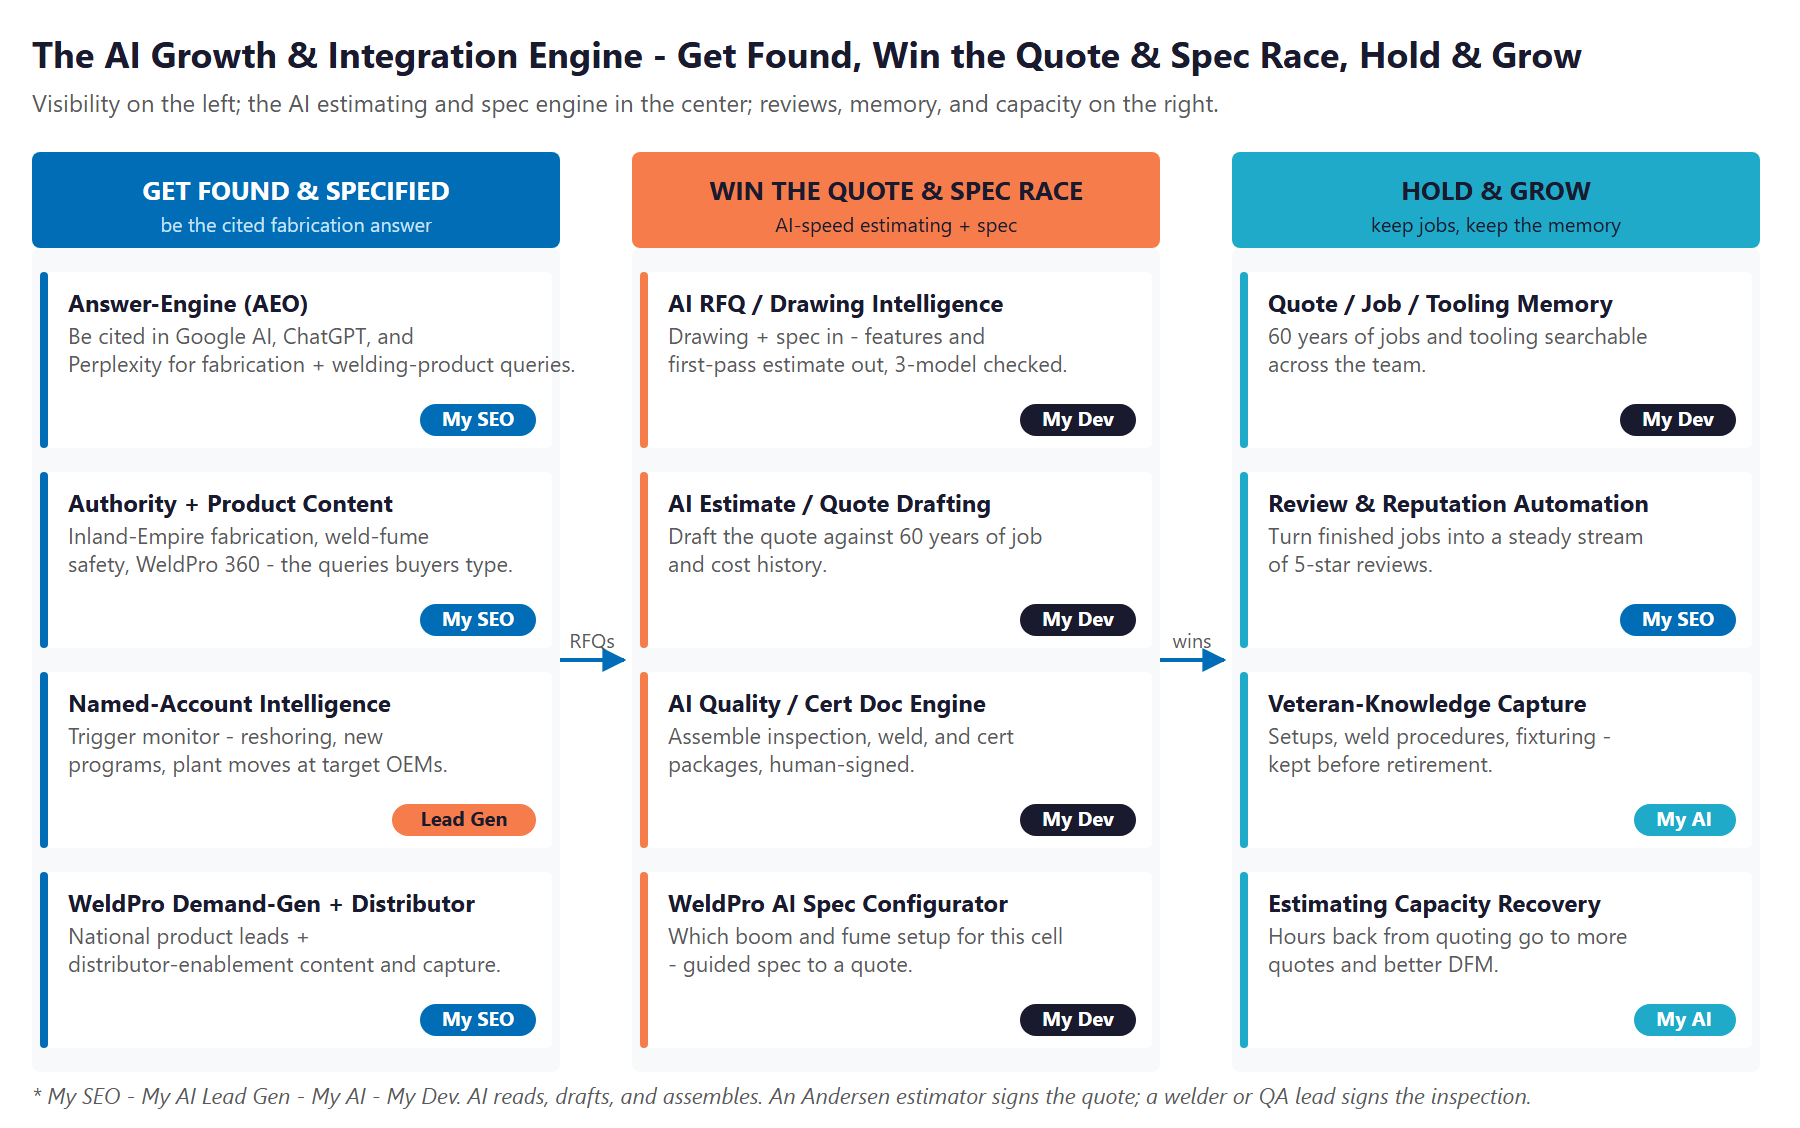 The AI Growth & Integration Engine - Get Found, Win the Quote & Spec Race, Hold & Grow
Visibility on the left; the AI estimating and spec engine in the center; reviews, memory, and capacity on the right.
GET FOUND & SPECIFIED
be the cited fabrication answer
Answer-Engine (AEO)
Be cited in Google AI, ChatGPT, and
Perplexity for fabrication + welding-product queries.
My SEO
Authority + Product Content
Inland-Empire fabrication, weld-fume
safety, WeldPro 360 - the queries buyers type.
My SEO
Named-Account Intelligence
Trigger monitor - reshoring, new
programs, plant moves at target OEMs.
Lead Gen
WeldPro Demand-Gen + Distributor
National product leads +
distributor-enablement content and capture.
My SEO
RFQs
WIN THE QUOTE & SPEC RACE
AI-speed estimating + spec
AI RFQ / Drawing Intelligence
Drawing + spec in - features and
first-pass estimate out, 3-model checked.
My Dev
AI Estimate / Quote Drafting
Draft the quote against 60 years of job
and cost history.
My Dev
AI Quality / Cert Doc Engine
Assemble inspection, weld, and cert
packages, human-signed.
My Dev
WeldPro AI Spec Configurator
Which boom and fume setup for this cell
- guided spec to a quote.
My Dev
wins
HOLD & GROW
keep jobs, keep the memory
Quote / Job / Tooling Memory
60 years of jobs and tooling searchable
across the team.
My Dev
Review & Reputation Automation
Turn finished jobs into a steady stream
of 5-star reviews.
My SEO
Veteran-Knowledge Capture
Setups, weld procedures, fixturing -
kept before retirement.
My AI
Estimating Capacity Recovery
Hours back from quoting go to more
quotes and better DFM.
My AI
* My SEO - My AI Lead Gen - My AI - My Dev. AI reads, drafts, and assembles. An Andersen estimator signs the quote; a welder or QA lead signs the inspection.